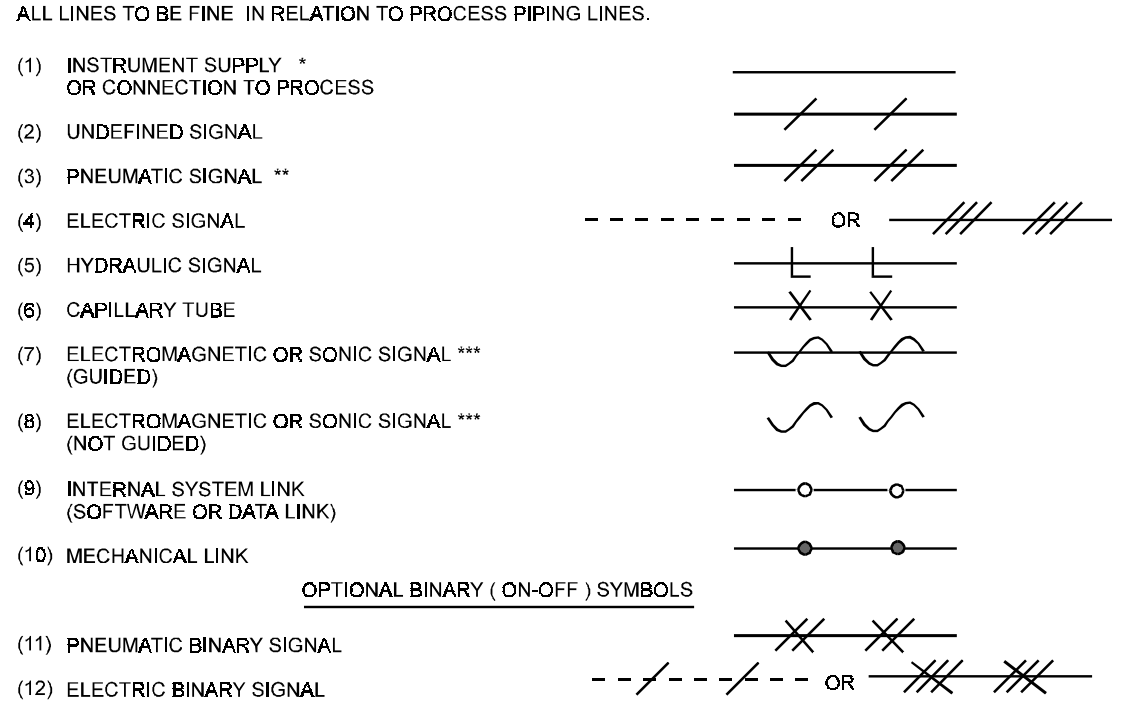 ALL LINES TO BE FINE IN RELATION TO PROCESS PIPING LINES.
(1) INSTRUMENT SUPPLY *
OR CONNECTION TO PROCESS
(2) UNDEFINED SIGNAL
(3) PNEUMATIC SIGNAL **
(4) ELECTRIC SIGNAL OR
(5) HYDRAULIC SIGNAL
(6) CAPILLARY TUBE
(7) ELECTROMAGNETIC OR SONIC SIGNAL ***
(GUIDED)
(8) ELECTROMAGNETIC OR SONIC SIGNAL ***
(NOT GUIDED)
(9) INTERNAL SYSTEM LINK
(SOFTWARE OR DATA LINK)
(10) MECHANICAL LINK
OPTIONAL BINARY ( ON-OFF ) SYMBOLS
(11) PNEUMATIC BINARY SIGNAL
(12) ELECTRIC BINARY SIGNAL OR